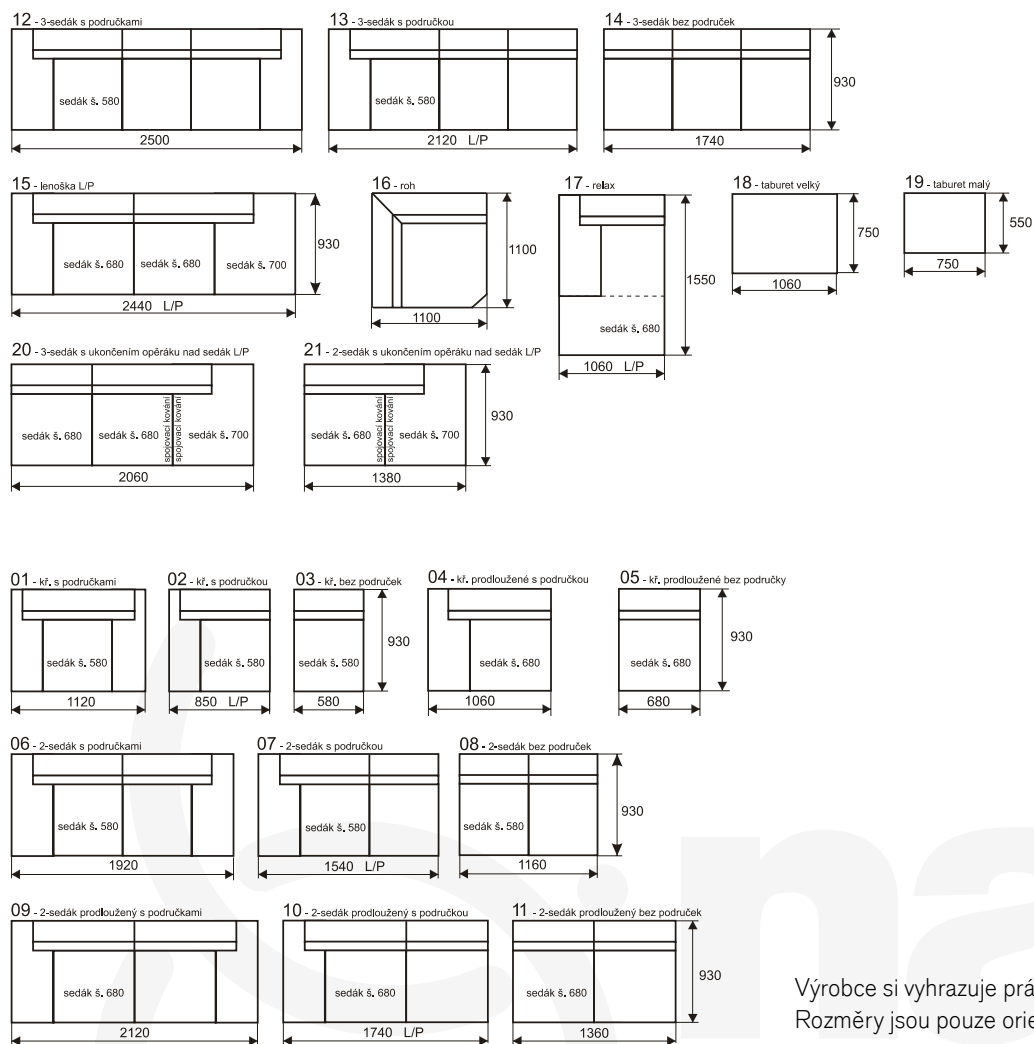 12 - 3-sedák s područkami
13 - 3-sedák s područkou
14 - 3-sedák bez područek
sedák š. 580
sedák š. 580
930
2500
2120 L/P
1740
15 - lenoška L/P
16 - roh
17 - relax
18 - taburet velký
19 - taburet malý
sedák š. 680
sedák š. 680
sedák š. 700
930
2440 L/P
1100
1100
sedák š. 680
1550
1060 L/P
750
1060
550
750
20 - 3-sedák s ukončením opěráku nad sedák L/P
21 - 2-sedák s ukončením opěráku nad sedák L/P
sedák š. 680
sedák š. 680
spojovací kování
spojovací kování
sedák š. 700
2060
sedák š. 680
spojovací kování
spojovací kování
sedák š. 700
930
1380
01 - kř. s područkami
02 - kř. s područkou
03 - kř. bez područek
04 - kř. prodloužené s područkou
05 - kř. prodloužené bez područky
sedák š. 580
sedák š. 580
sedák š. 580
930
sedák š. 680
sedák š. 680
930
1120
850 L/P
580
1060
680
06 - 2-sedák s područkami
07 - 2-sedák s područkou
08 - 2-sedák bez područek
sedák š. 580
sedák š. 580
sedák š. 580
930
1920
1540 L/P
1160
09 - 2-sedák prodloužený s područkami
10 - 2-sedák prodloužený s područkou
11 - 2-sedák prodloužený bez područek
sedák š. 680
sedák š. 680
sedák š. 680
930
2120
1740 L/P
1360
Výrobce si vyhrazuje prá
Rozměry jsou pouze orie
na